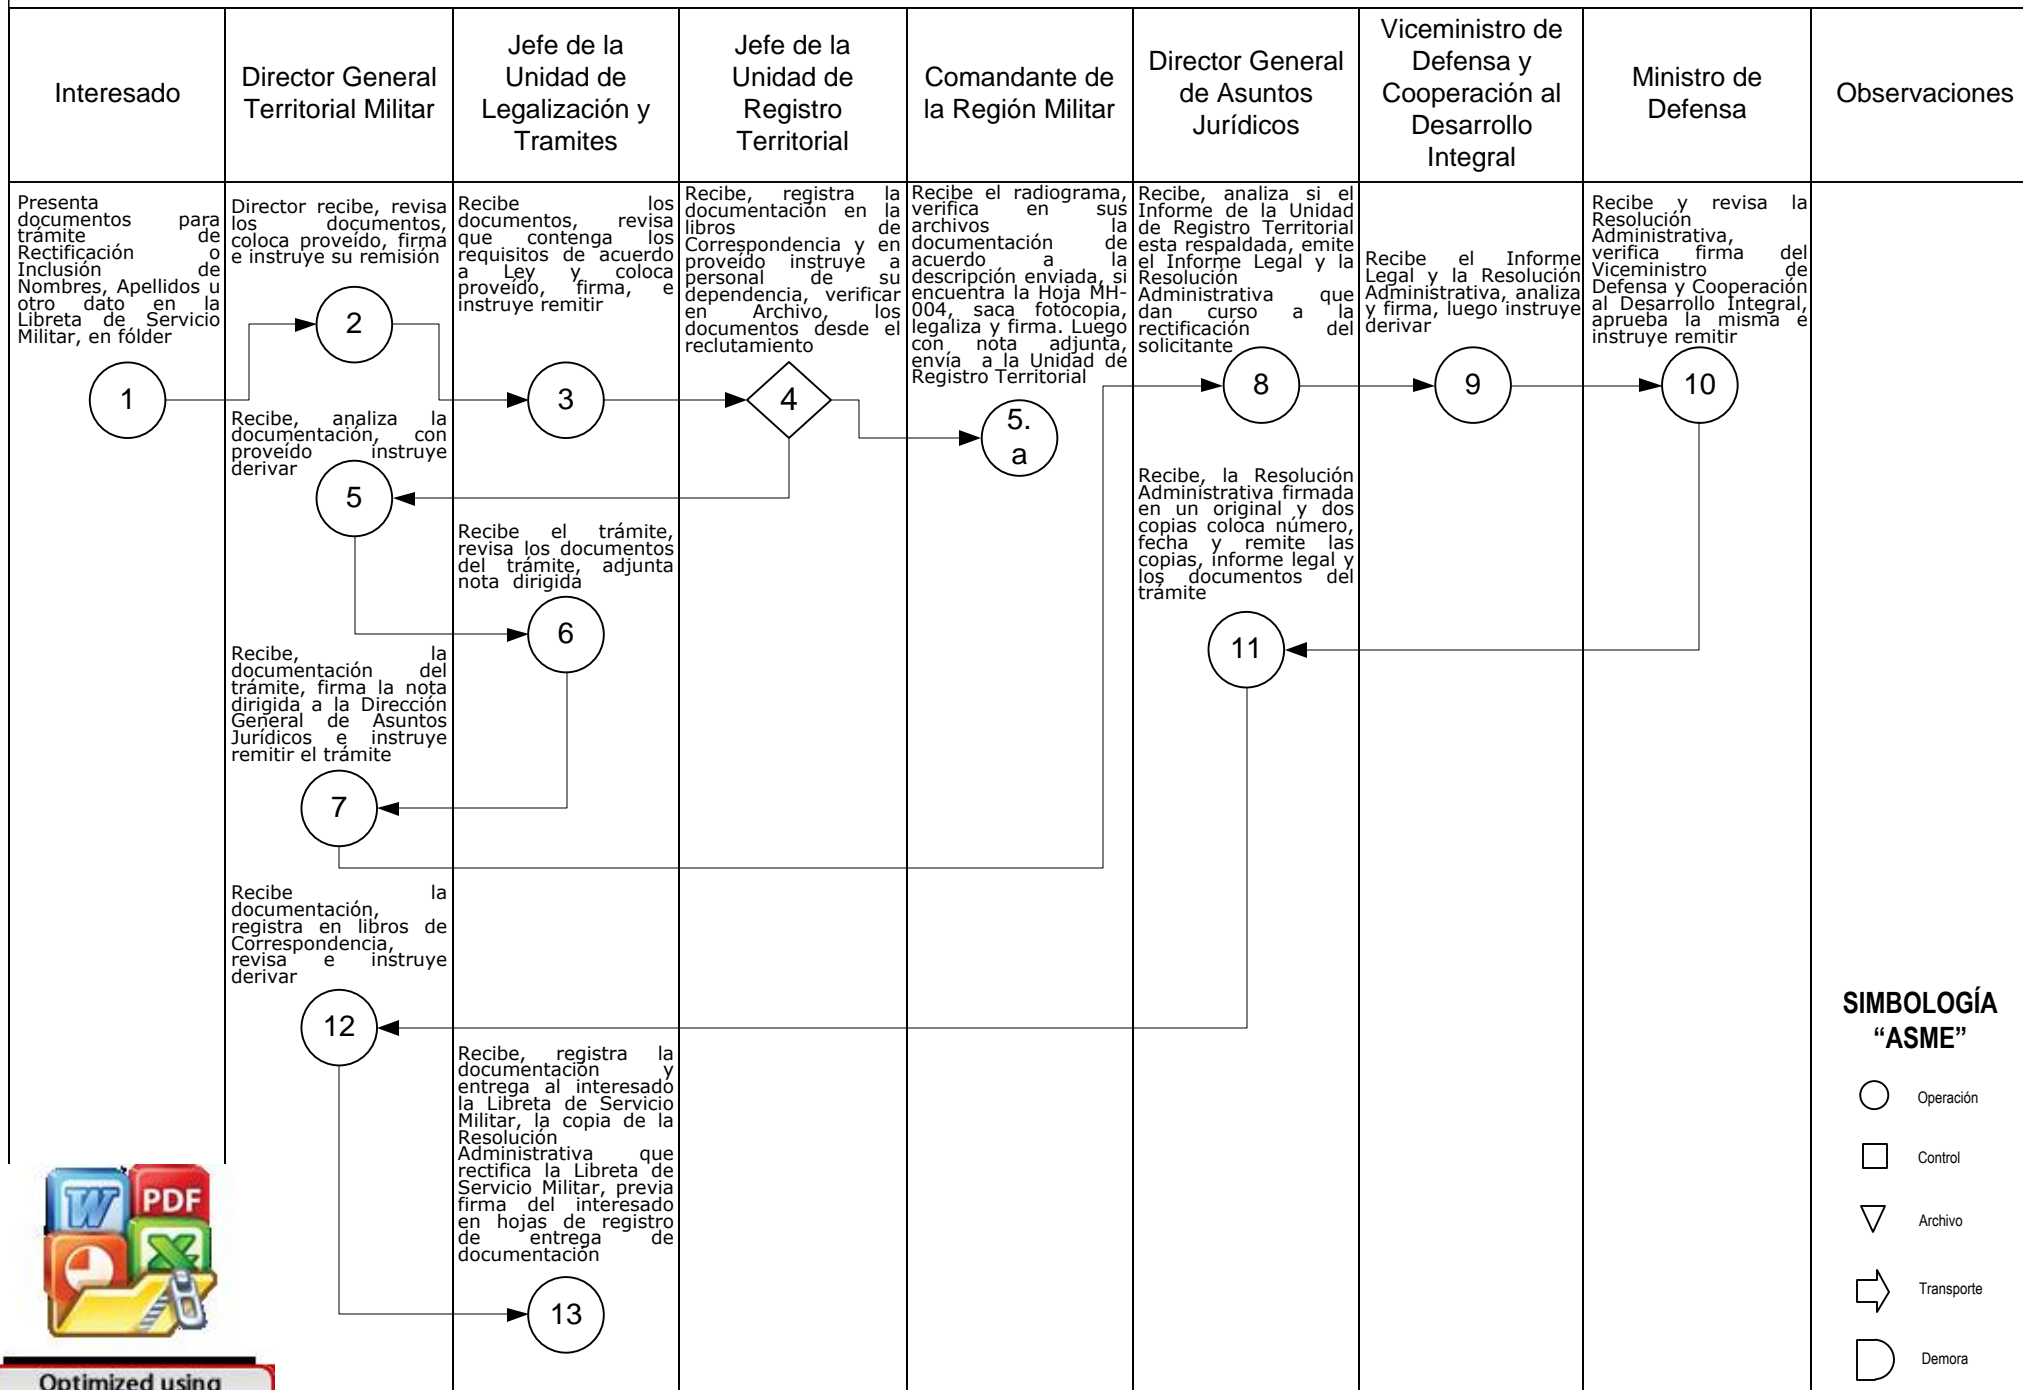 Interesado
Director General
Territorial Militar
Jefe de la
Unidad de
Legalización y
Tramites
Jefe de la
Unidad de
Registro
Territorial
Comandante de
la Región Militar
Director General
de Asuntos
Jurídicos
Viceministro de
Defensa y
Cooperación al
Desarrollo
Integral
Ministro de
Defensa
Observaciones
Presenta
documentos para
trámite de
Rectificación o
Inclusión de
Nombres, Apellidos u
otro dato en la
Libreta de Servicio
Militar, en fólder
1
Director recibe, revisa
los documentos,
coloca proveído, firma
e instruye su remisión
2
Recibe los
documentos, revisa
que contenga los
requisitos de acuerdo
a Ley y coloca
proveído, firma, e
instruye remitir
3
Recibe, registra la
documentación en la
libros de
Correspondencia y en
proveído instruye a
personal de su
dependencia, verificar
en Archivo, los
documentos desde el
reclutamiento
4
Recibe el radiograma,
verifica en sus
archivos la
documentación de
acuerdo a la
descripción enviada, si
encuentra la Hoja MH-
004, saca fotocopia,
legaliza y firma. Luego
con nota adjunta,
envía a la Unidad de
Registro Territorial
5.
a
Recibe, analiza la
documentación, con
proveído instruye
derivar
5
Recibe el trámite,
revisa los documentos
del trámite, adjunta
nota dirigida
6
Recibe, la
documentación del
trámite, firma la nota
dirigida a la Dirección
General de Asuntos
Jurídicos e instruye
remitir el trámite
7
Recibe, analiza si el
Informe de la Unidad
de Registro Territorial
esta respaldada, emite
el Informe Legal y la
Resolución
Administrativa que
dan curso a la
rectificación del
solicitante
8
Recibe el Informe
Legal y la Resolución
Administrativa, analiza
y firma, luego instruye
derivar
9
Recibe y revisa la
Resolución
Administrativa,
verifica firma del
Viceministro de
Defensa y Cooperación
al Desarrollo Integral,
aprueba la misma e
instruye remitir
10
Recibe, la Resolución
Administrativa firmada
en un original y dos
copias coloca número,
fecha y remite las
copias, informe legal y
los documentos del
trámite
11
Recibe la
documentación,
registra en libros de
Correspondencia,
revisa e instruye
derivar
12
Recibe, registra la
documentación y
entrega al interesado
la Libreta de Servicio
Militar, la copia de la
Resolución
Administrativa que
rectifica la Libreta de
Servicio Militar, previa
firma del interesado
en hojas de registro
de entrega de
documentación
13
SIMBOLOGÍA
“ASME”
Operación
Control
Archivo
Transporte
Demora
W
PDF
X
Optimized using